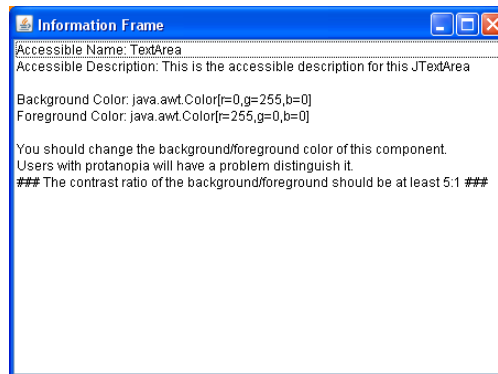 Information Frame
Accessible Name: TextArea
Accessible Description: This is the accessible description for this JTextArea
Background Color: java.awt.Color[r=0,g=255,b=0]
Foreground Color: java.awt.Color[r=255,g=0,b=0]
You should change the background/foreground color of this component.
Users with protanopia will have a problem distinguish it.
### The contrast ratio of the background/foreground should be at least 5:1 ###